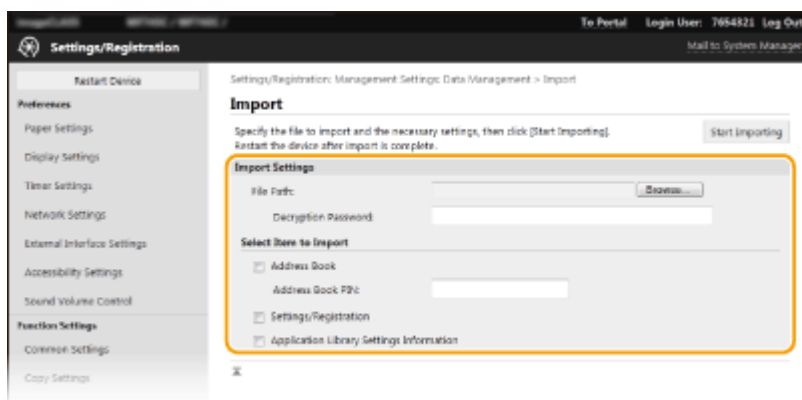 To Portal Login User: 7654321 Log Out
Settings/Registration
Mail to System Manager
Restart Device
Preferences
Paper Settings
Display Settings
Timer Settings
Network Settings
External Interface Settings
Accessibility Settings
Sound Volume Control
Function Settings
Common Settings
Copy Settings
Settings/Registration: Management Settings: Data Management > Import
Import
Specify the file to import and the necessary settings, then click [Start Importing].
Restart the device after import is complete.
Start Importing
Import Settings
File Path:
Browse...
Decryption Password:
Select Item to Import
Address Book
Address Book PIN:
Settings/Registration
Application Library Settings Information